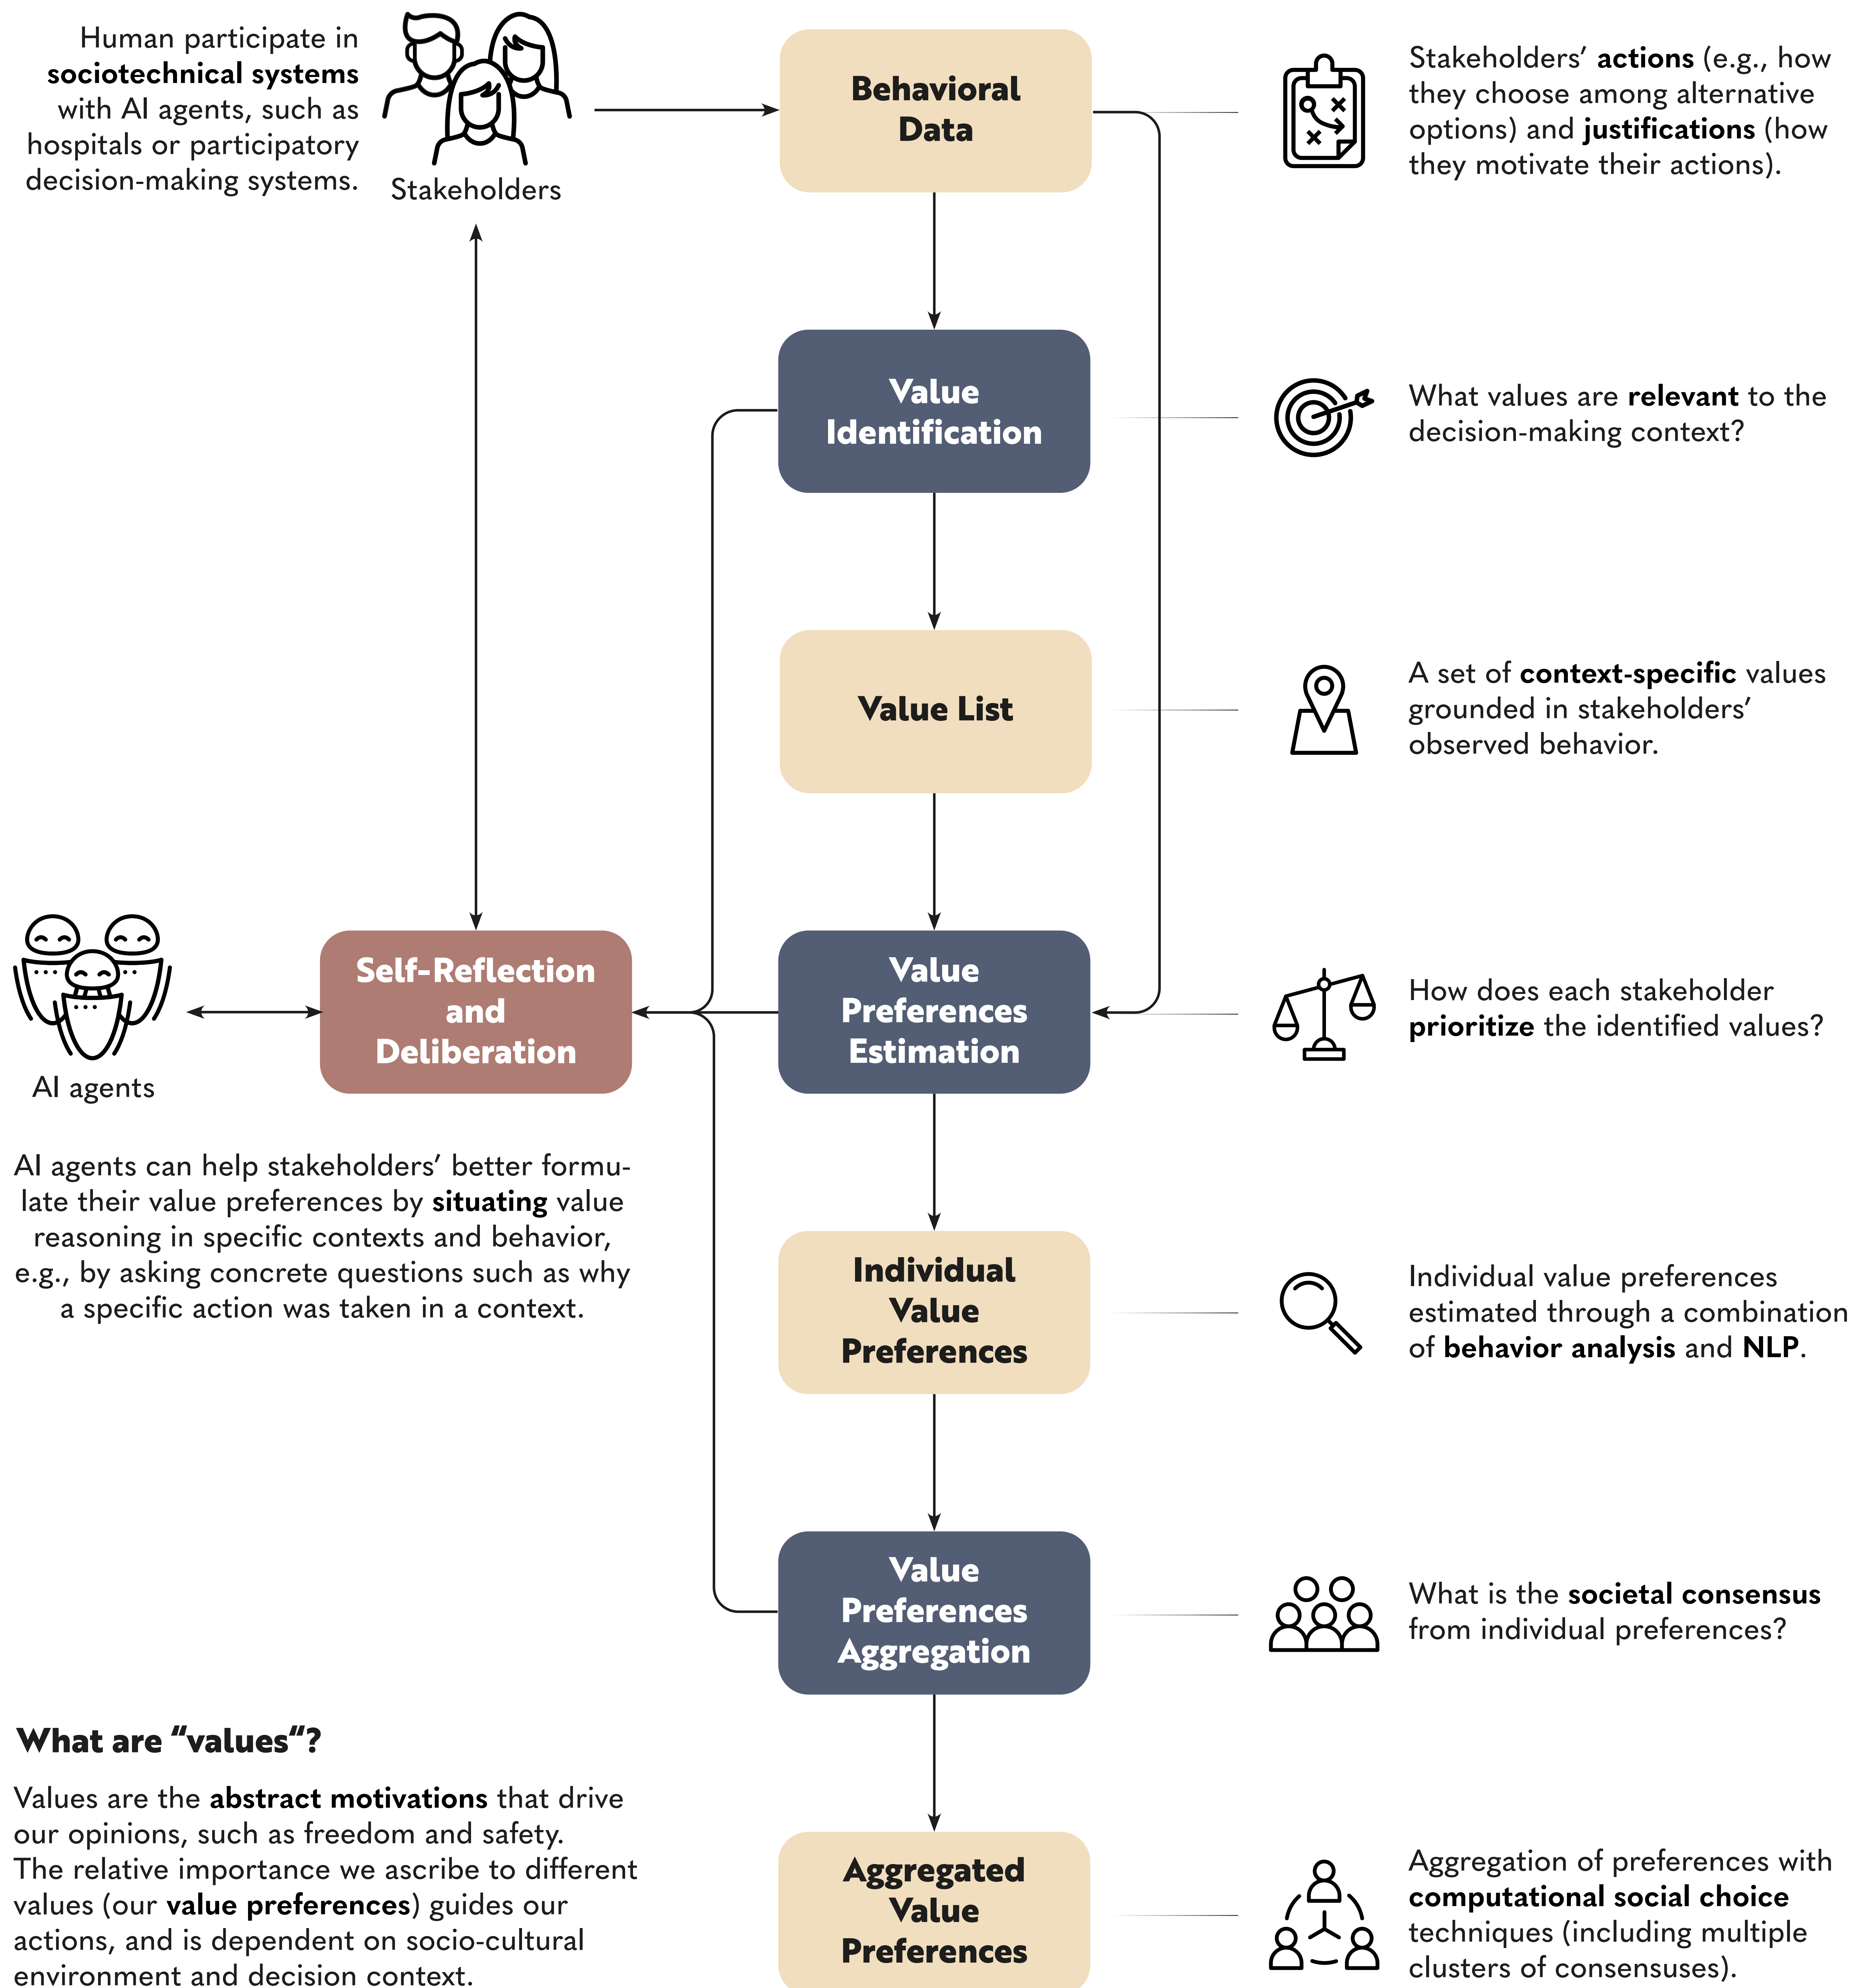 Human participate in
sociotechnical systems
with AI agents, such as
hospitals or participatory
decision-making systems.
Stakeholders
Behavioral
Data
Stakeholders’ actions (e.g., how
they choose among alternative
options) and justifications (how
they motivate their actions).
Value
Identification
What values are relevant to the
decision-making context?
Value List
A set of context-specific values
grounded in stakeholders’
observed behavior.
AI agents
Self-Reflection
and
Deliberation
Value
Preferences
Estimation
How does each stakeholder
prioritize the identified values?
AI agents can help stakeholders’ better formu-
late their value preferences by situating value
reasoning in specific contexts and behavior,
e.g., by asking concrete questions such as why
a specific action was taken in a context.
Individual
Value
Preferences
Individual value preferences
estimated through a combination
of behavior analysis and NLP.
Value
Preferences
Aggregation
What is the societal consensus
from individual preferences?
What are “values“?
Values are the abstract motivations that drive
our opinions, such as freedom and safety.
The relative importance we ascribe to different
values (our value preferences) guides our
actions, and is dependent on socio-cultural
environment and decision context.
Aggregated
Value
Preferences
Aggregation of preferences with
computational social choice
techniques (including multiple
clusters of consensuses).